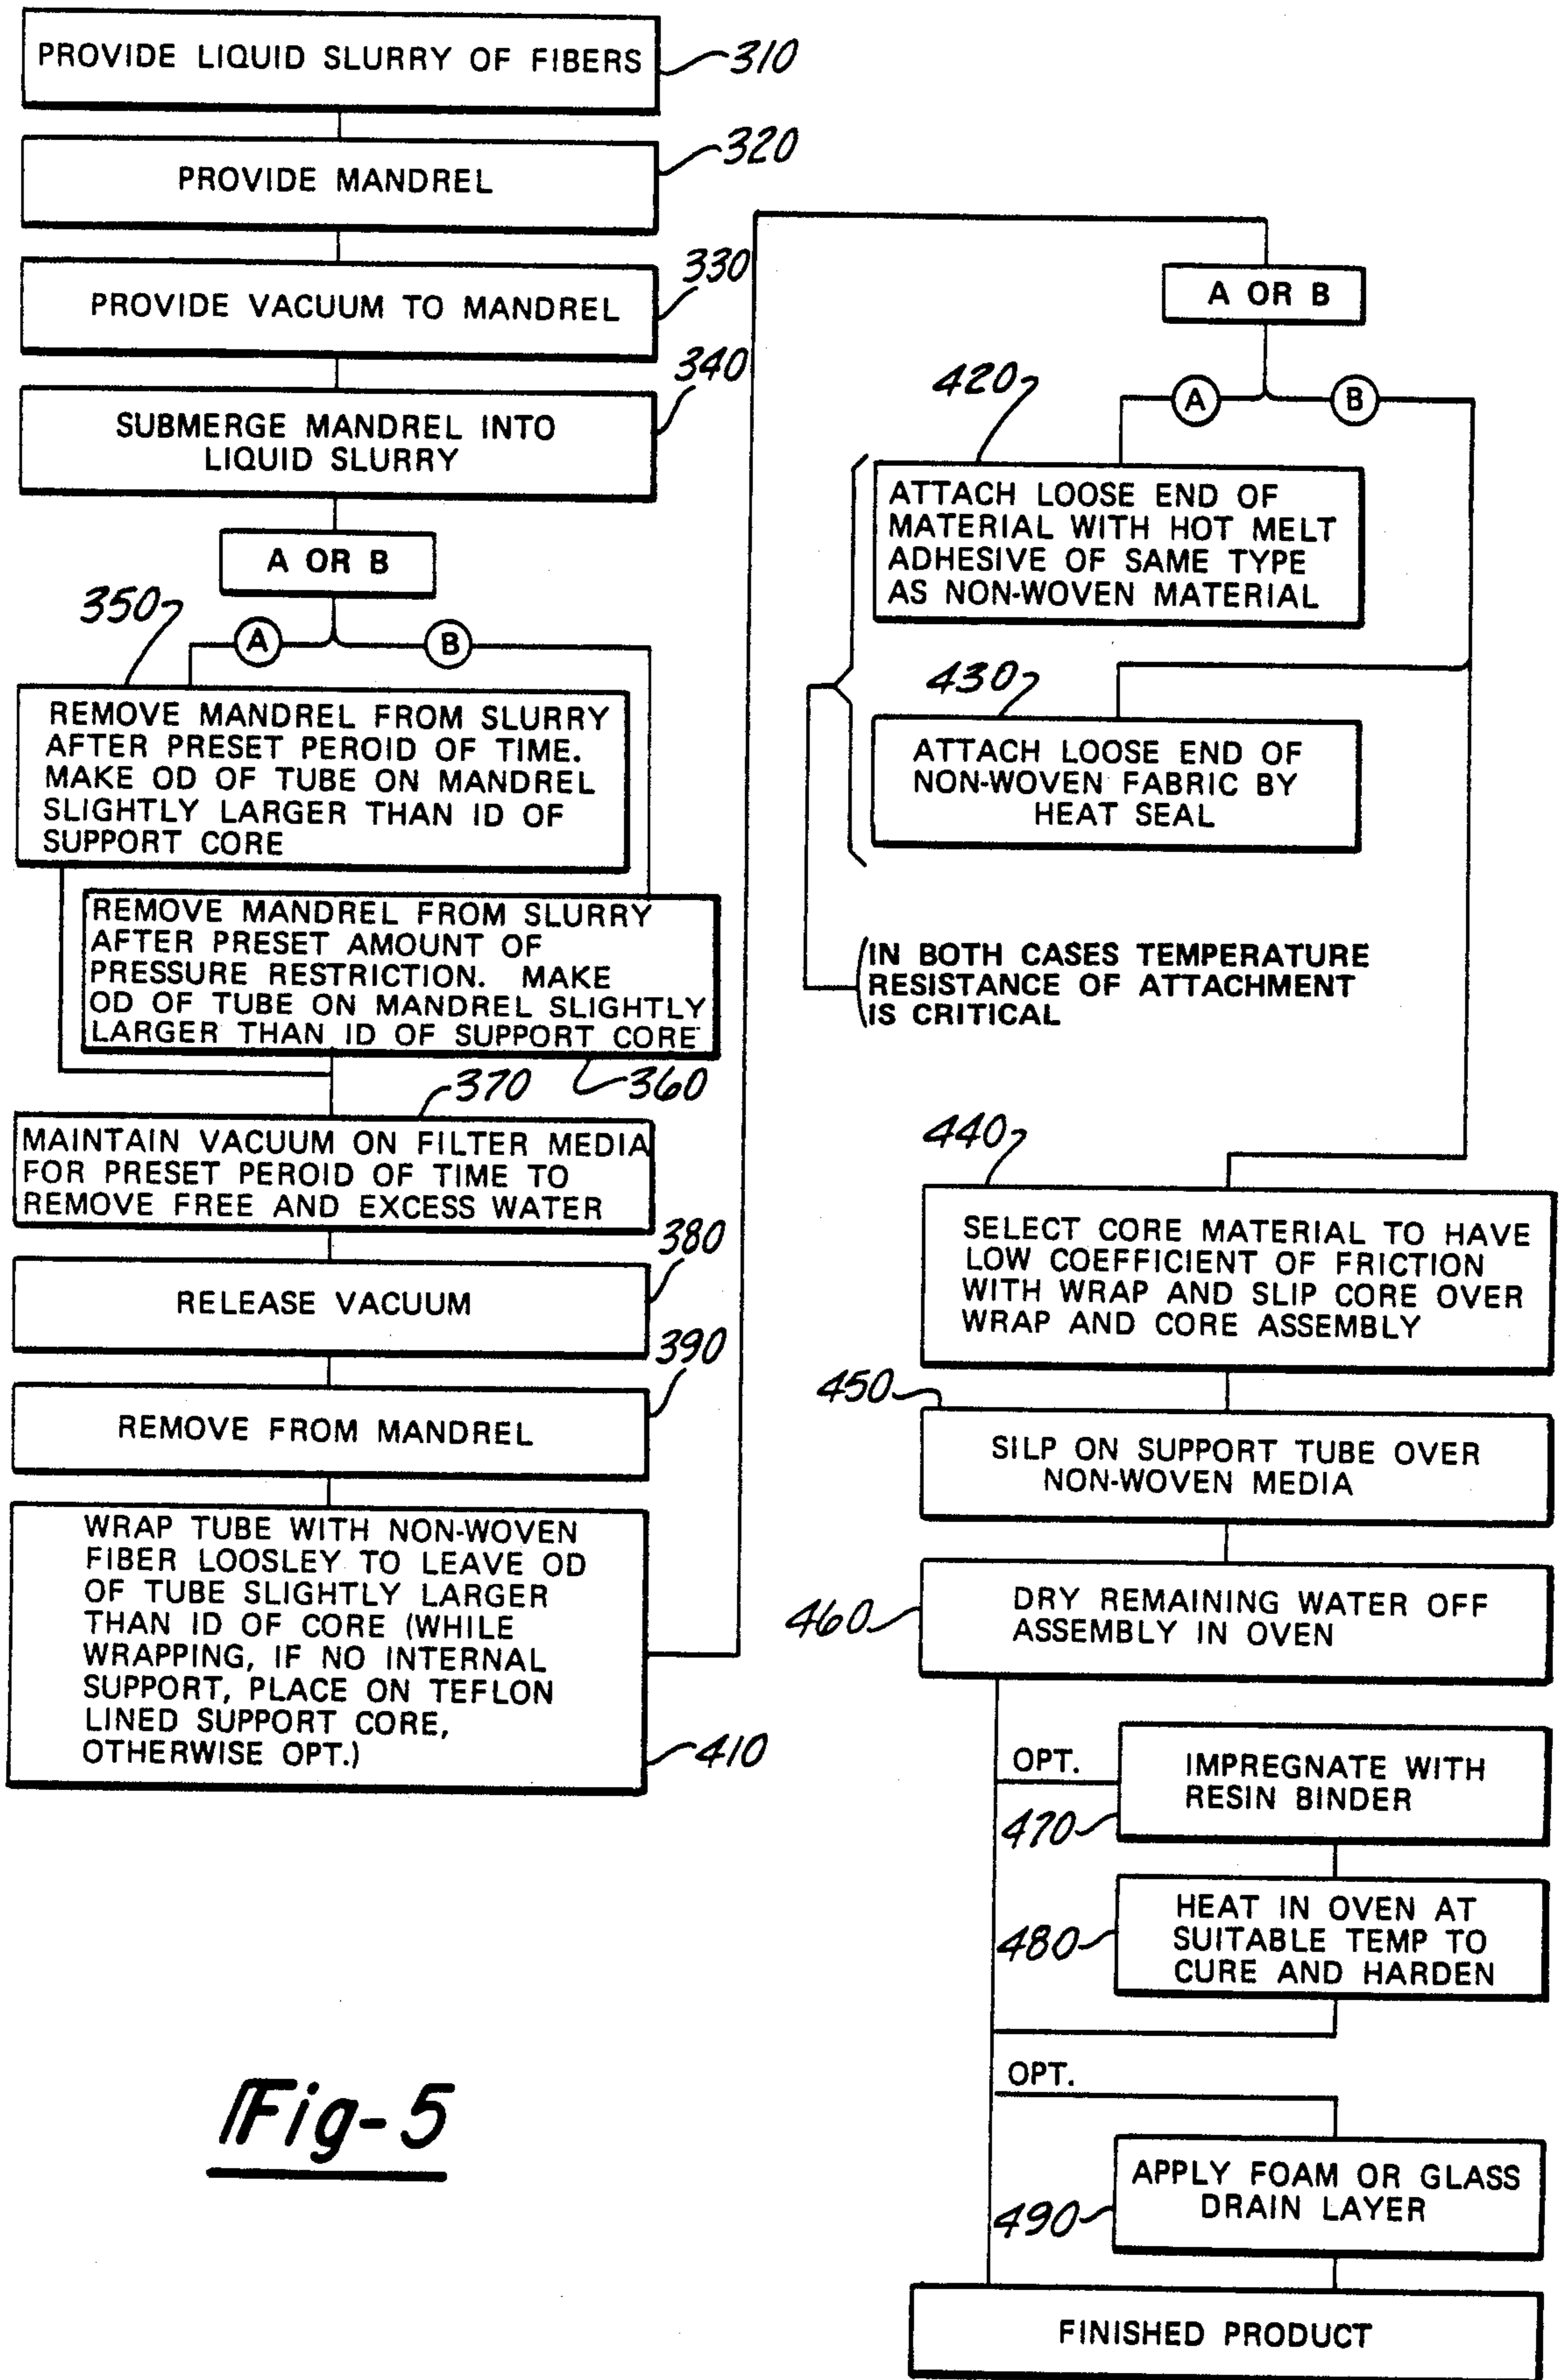 PROVIDE LIQUID SLURRY OF FIBERS
310
PROVIDE MANDREL
320
PROVIDE VACUUM TO MANDREL
330
SUBMERGE MANDREL INTO
LIQUID SLURRY
340
A OR B
A
B
350
REMOVE MANDREL FROM SLURRY
AFTER PRESET PEROID OF TIME.
MAKE OD OF TUBE ON MANDREL
SLIGHTLY LARGER THAN ID OF
SUPPORT CORE
REMOVE MANDREL FROM SLURRY
AFTER PRESET AMOUNT OF
PRESSURE RESTRICTION. MAKE
OD OF TUBE ON MANDREL SLIGHTLY
LARGER THAN ID OF SUPPORT CORE
360
370
MAINTAIN VACUUM ON FILTER MEDIA
FOR PRESET PEROID OF TIME TO
REMOVE FREE AND EXCESS WATER
380
RELEASE VACUUM
390
REMOVE FROM MANDREL
WRAP TUBE WITH NON-WOVEN
FIBER LOOSLEY TO LEAVE OD
OF TUBE SLIGHTLY LARGER
THAN ID OF CORE (WHILE
WRAPPING, IF NO INTERNAL
SUPPORT, PLACE ON TEFLON
LINED SUPPORT CORE,
OTHERWISE OPT.)
410
A OR B
A
B
420
ATTACH LOOSE END OF
MATERIAL WITH HOT MELT
ADHESIVE OF SAME TYPE
AS NON-WOVEN MATERIAL
430
ATTACH LOOSE END OF
NON-WOVEN FABRIC BY
HEAT SEAL
IN BOTH CASES TEMPERATURE
RESISTANCE OF ATTACHMENT
IS CRITICAL
440
SELECT CORE MATERIAL TO HAVE
LOW COEFFICIENT OF FRICTION
WITH WRAP AND SLIP CORE OVER
WRAP AND CORE ASSEMBLY
450
SILP ON SUPPORT TUBE OVER
NON-WOVEN MEDIA
460
DRY REMAINING WATER OFF
ASSEMBLY IN OVEN
OPT.
IMPREGNATE WITH
RESIN BINDER
470
HEAT IN OVEN AT
SUITABLE TEMP TO
CURE AND HARDEN
480
OPT.
APPLY FOAM OR GLASS
DRAIN LAYER
490
FINISHED PRODUCT
Fig-5